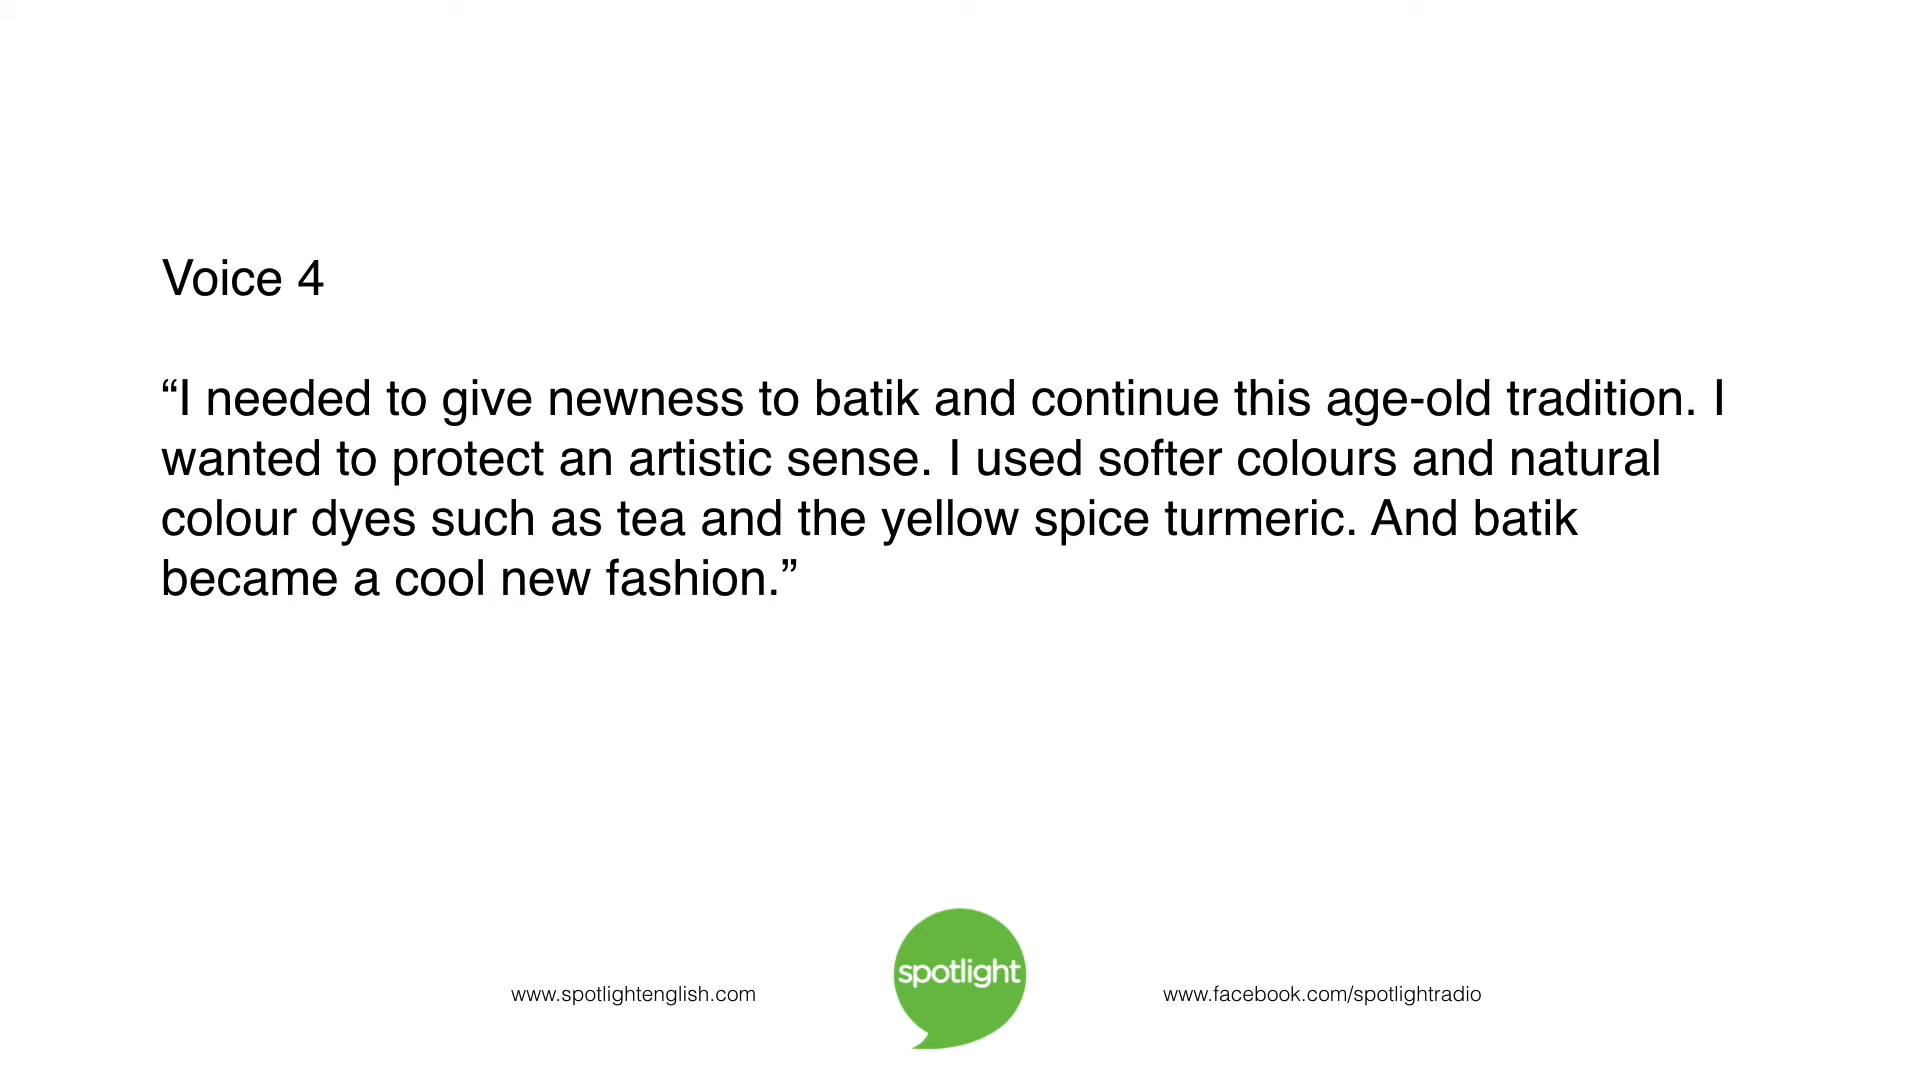 Voice 4
“I needed to give newness to batik and continue this age-old tradition. I
wanted to protect an artistic sense. I used softer colours and natural
colour dyes such as tea and the yellow spice turmeric. And batik
became a cool new fashion.”
spotlight
www.spotlightenglish.com
www.facebook.com/spotlightradio